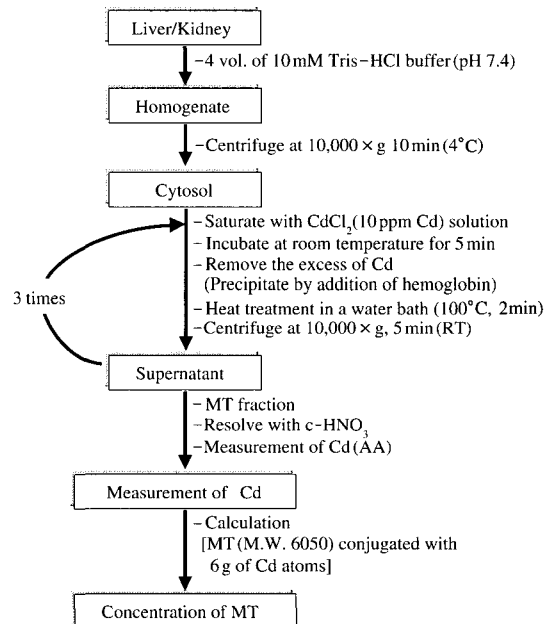 Liver/Kidney
-4 vol. of 10mM Tris-HCl buffer (pH 7.4)
Homogenate
-Centrifuge at 10,000 × g 10 min (4°C)
Cytosol
-Saturate with CdCl₂(10 ppm Cd) solution
-Incubate at room temperature for 5 min
-Remove the excess of Cd
(Precipitate by addition of hemoglobin)
-Heat treatment in a water bath (100°C, 2min)
-Centrifuge at 10,000 × g, 5 min (RT)
3 times
Supernatant
-MT fraction
-Resolve with c-HNO₃
-Measurement of Cd (AA)
Measurement of Cd
-Calculation
[MT (M.W. 6050) conjugated with
6 g of Cd atoms]
Concentration of MT